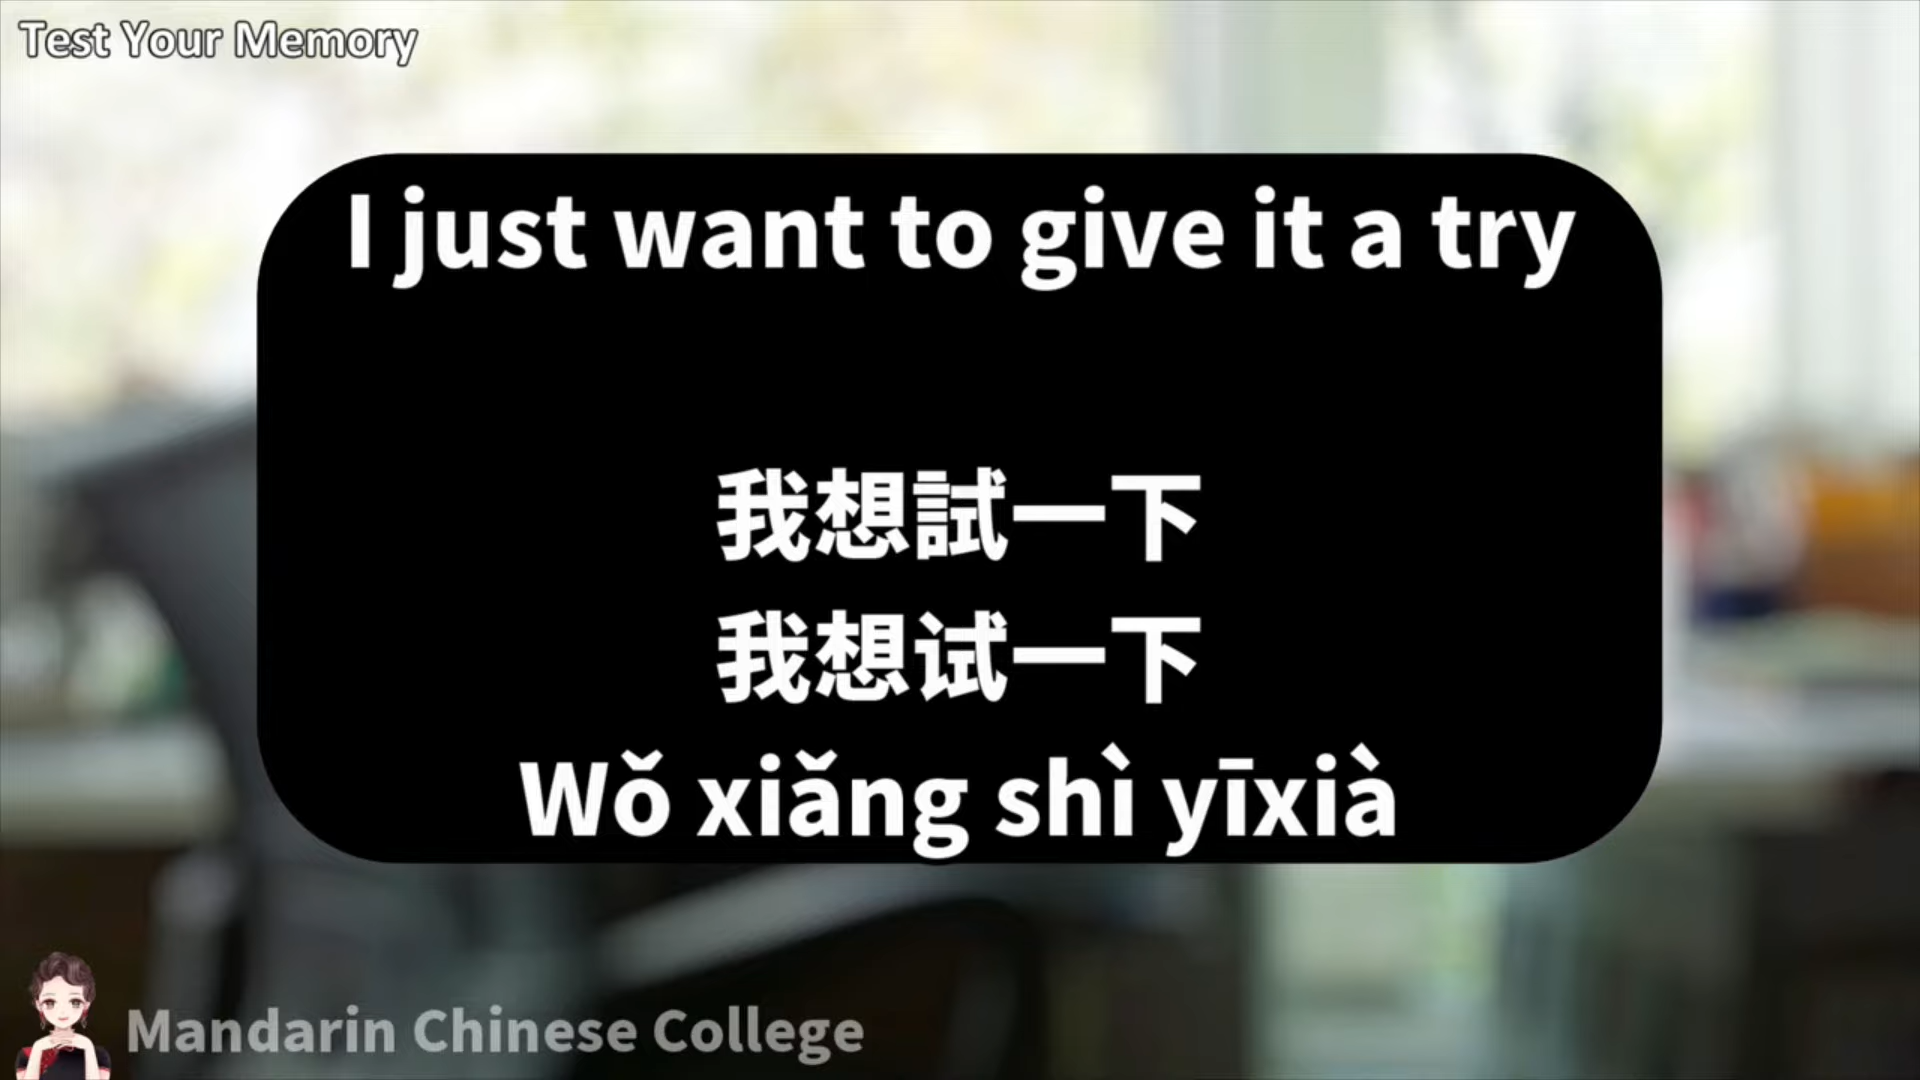 Test Your Memory
I just want to give it a try
我想試一下
我想试一下
Wǒ xiǎng shì yīxià
Mandarin Chinese College